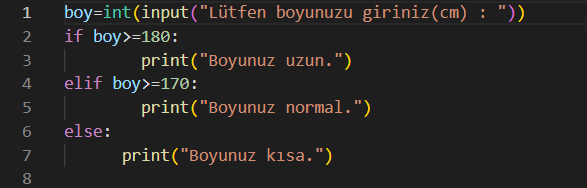 1 boy=int(input("Lütfen boyunuzu giriniz(cm) : "))
2 if boy>=180:
3         print("Boyunuz uzun.")
4 elif boy>=170:
5         print("Boyunuz normal.")
6 else:
7       print("Boyunuz kısa.")
8